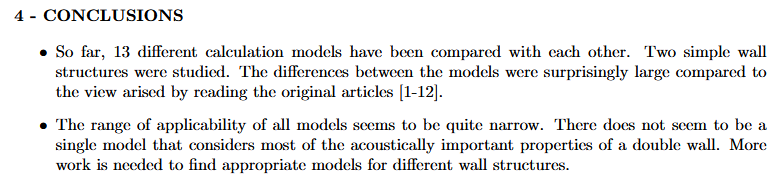 4 - CONCLUSIONS
• So far, 13 different calculation models have been compared with each other. Two simple wall
structures were studied. The differences between the models were surprisingly large compared to
the view arised by reading the original articles [1-12].
• The range of applicability of all models seems to be quite narrow. There does not seem to be a
single model that considers most of the acoustically important properties of a double wall. More
work is needed to find appropriate models for different wall structures.